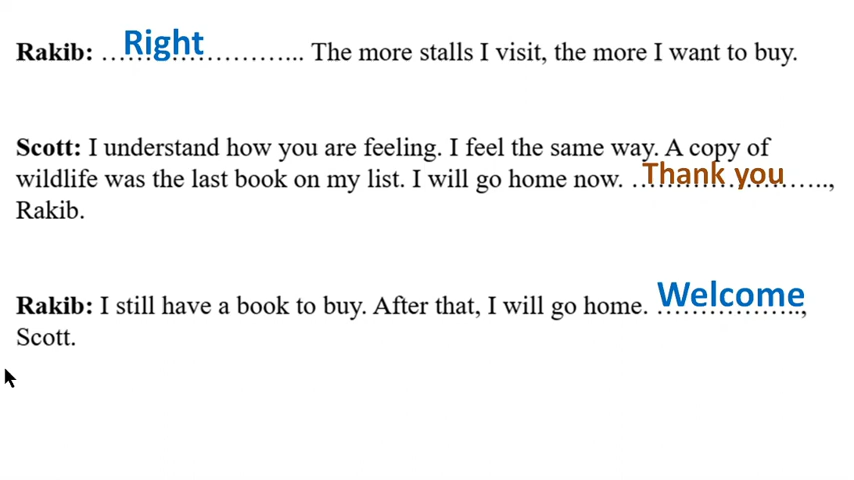 Rakib: ……Right…………….. The more stalls I visit, the more I want to buy.
Scott: I understand how you are feeling. I feel the same way. A copy of
wildlife was the last book on my list. I will go home now. …Thank you…..,
Rakib.
Rakib: I still have a book to buy. After that, I will go home. Welcome……………..,
Scott.